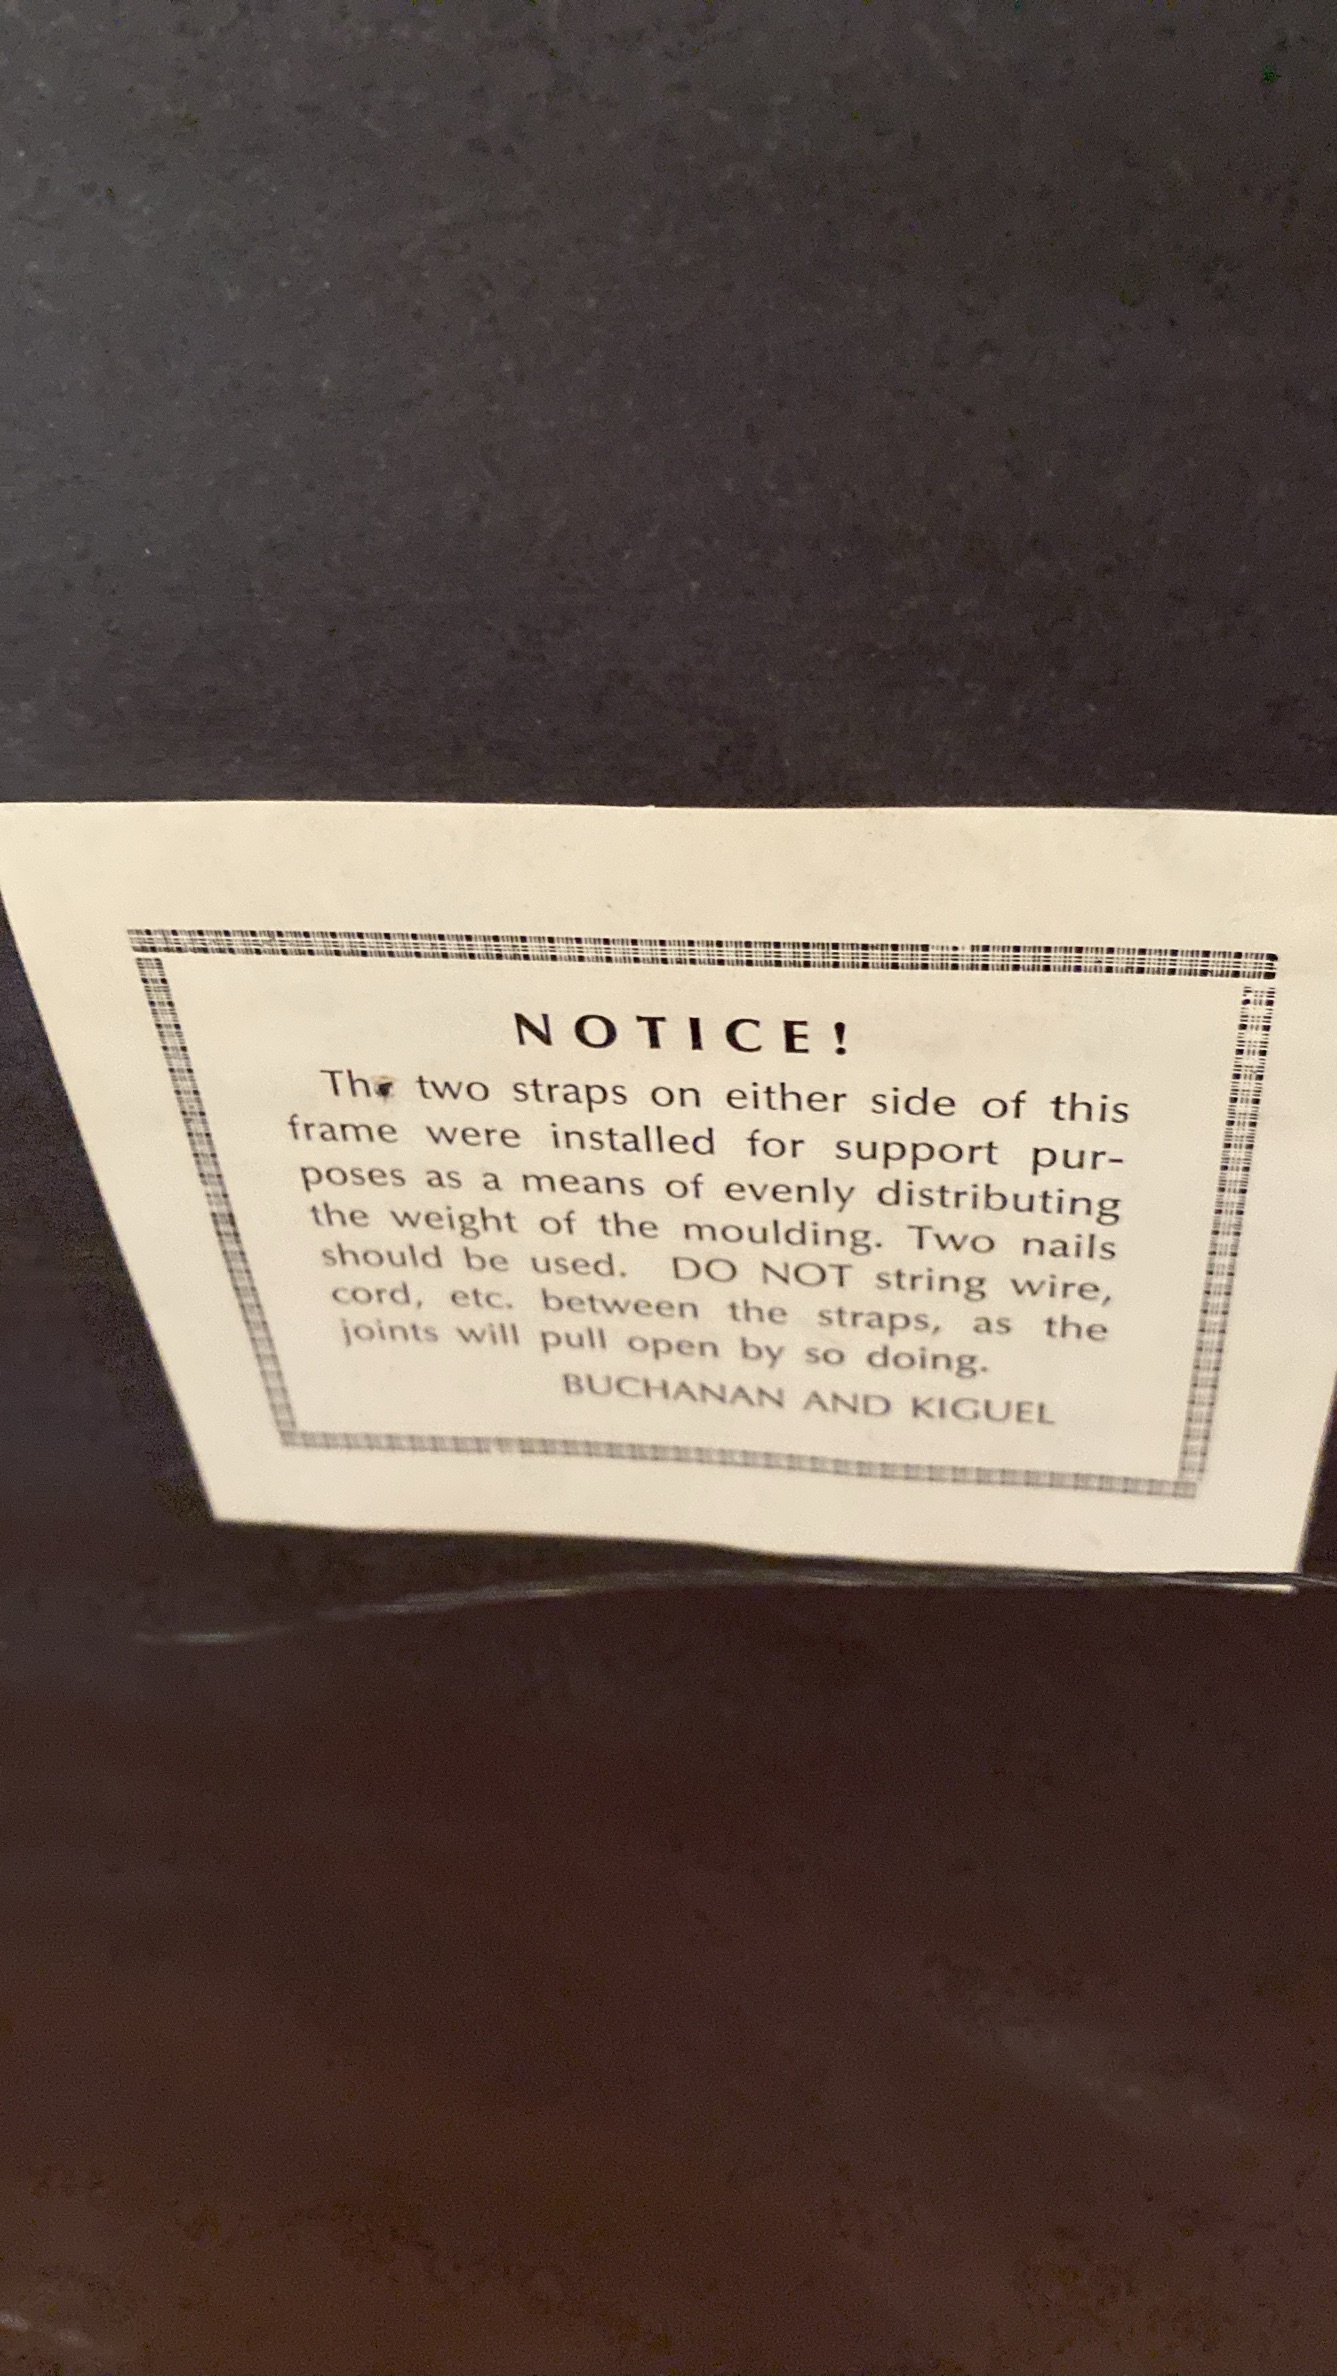 NOTICE!
The two straps on either side of this
frame were installed for support pur-
poses as a means of evenly distributing
the weight of the moulding. Two nails
should be used. DO NOT string wire,
cord, etc. between the straps, as the
joints will pull open by so doing.
BUCHANAN AND KIGUEL